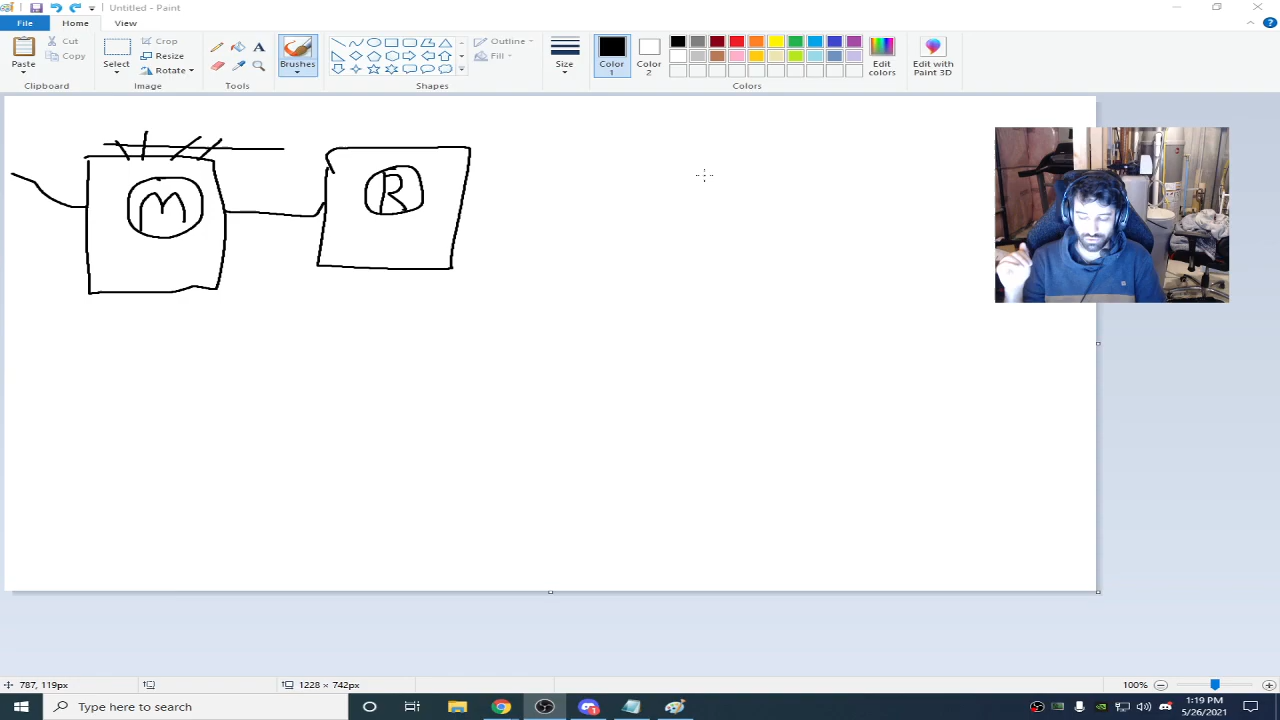 Untitled - Paint
File Home View
Paste Cut Copy Select Crop Resize Rotate Brushes Outline Fill Size Color 1 Color 2 Edit colors Edit with Paint 3D
Clipboard Image Tools Shapes Colors
M R
787, 119px 1228 × 742px 100%
Type here to search 1:19 PM
5/26/2021